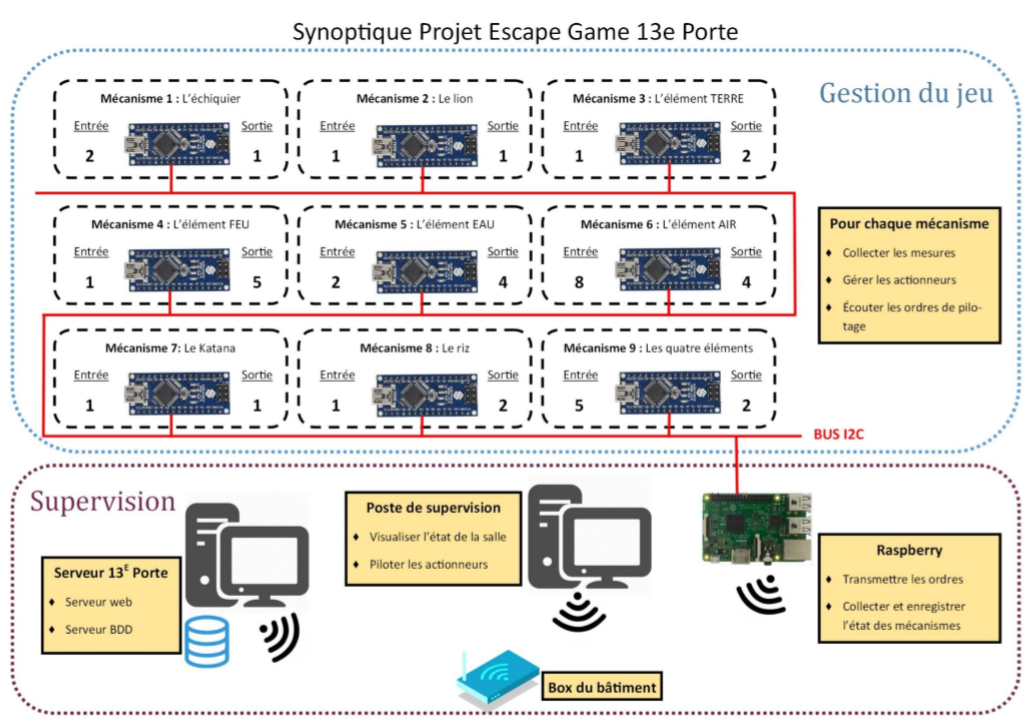 Synoptique Projet Escape Game 13e Porte
Gestion du jeu
Mécanisme 1 : L'échiquier
Entrée
Sortie
2
1
Mécanisme 2 : Le lion
Entrée
Sortie
1
1
Mécanisme 3 : L'élément TERRE
Entrée
Sortie
1
2
Mécanisme 4 : L'élément FEU
Entrée
Sortie
1
5
Mécanisme 5 : L'élément EAU
Entrée
Sortie
2
4
Mécanisme 6 : L'élément AIR
Entrée
Sortie
8
4
Pour chaque mécanisme
♦ Collecter les mesures
♦ Gérer les actionneurs
♦ Écouter les ordres de pilo-
tage
Mécanisme 7: Le Katana
Entrée
Sortie
1
1
Mécanisme 8 : Le riz
Entrée
Sortie
1
2
Mécanisme 9 : Les quatre éléments
Entrée
Sortie
5
2
BUS I2C
Supervision
Serveur 13E Porte
♦ Serveur web
♦ Serveur BDD
Poste de supervision
♦ Visualiser l'état de la salle
♦ Piloter les actionneurs
Raspberry
♦ Transmettre les ordres
♦ Collecter et enregistrer
l'état des mécanismes
Box du bâtiment